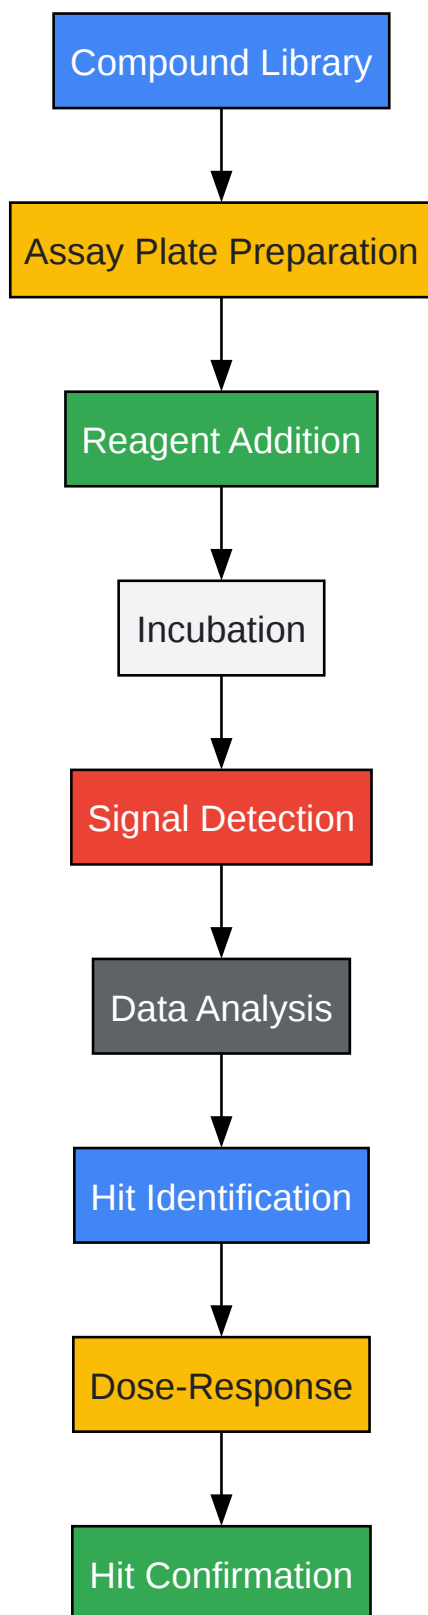 Compound Library
Assay Plate Preparation
Reagent Addition
Incubation
Signal Detection
Data Analysis
Hit Identification
Dose-Response
Hit Confirmation